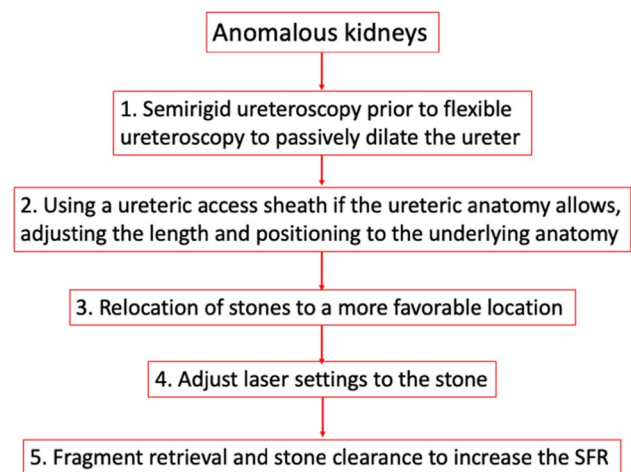 Anomalous kidneys
1. Semirigid ureteroscopy prior to flexible
ureteroscopy to passively dilate the ureter
2. Using a ureteric access sheath if the ureteric anatomy allows,
adjusting the length and positioning to the underlying anatomy
3. Relocation of stones to a more favorable location
4. Adjust laser settings to the stone
5. Fragment retrieval and stone clearance to increase the SFR